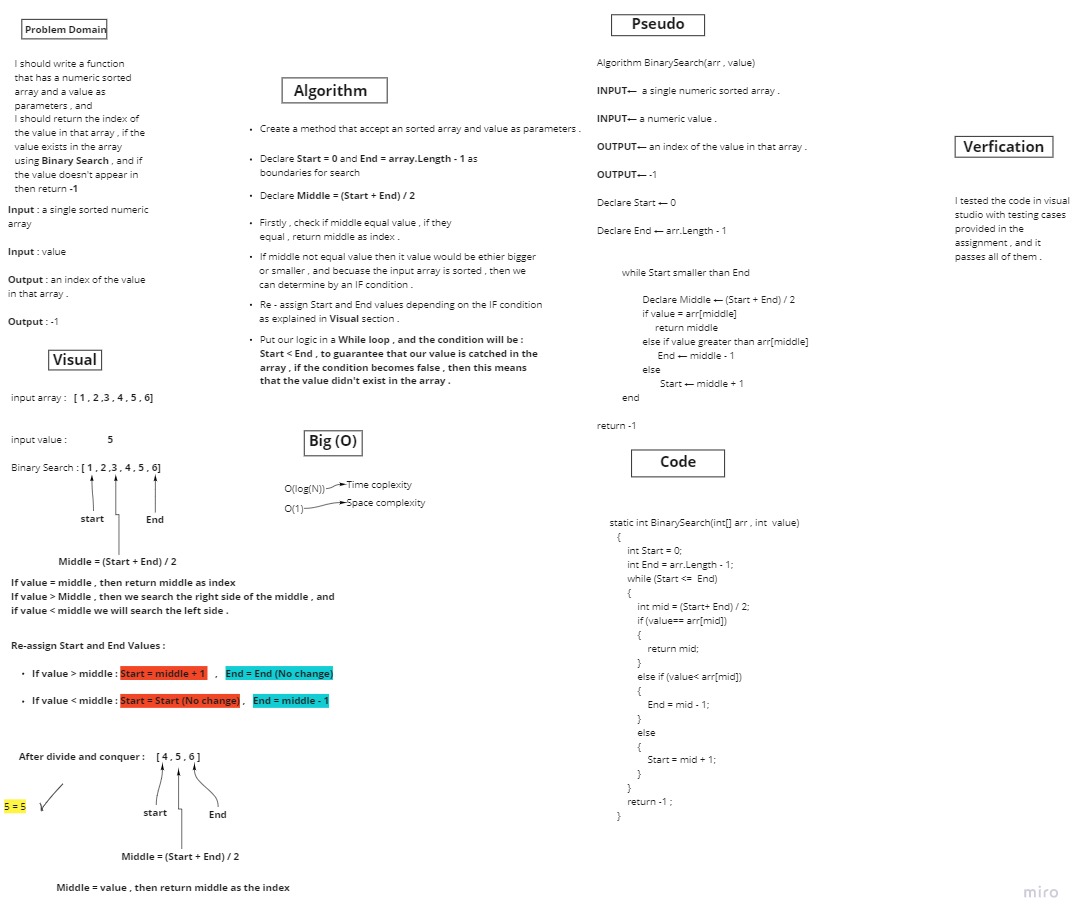 Problem Domain
I should write a function
that has a numeric sorted
array and a value as
parameters , and
I should return the index of
the value in that array , if the
value exists in the array
using Binary Search , and if
the value doesn't appear in
then return -1
Input : a single sorted numeric
array
Input : value
Output : an index of the value
in that array .
Output : -1
Visual
input array : [ 1 , 2 ,3 , 4 , 5 , 6]
input value : 5
Binary Search : [ 1 , 2 ,3 , 4 , 5 , 6]
start
End
Middle = (Start + End) / 2
If value = middle , then return middle as index
If value > Middle , then we search the right side of the middle , and
if value < middle we will search the left side .
Re-assign Start and End Values :
• If value > middle : Start = middle + 1 , End = End (No change)
• If value < middle : Start = Start (No change) , End = middle - 1
After divide and conquer : [ 4 , 5 , 6 ]
5 = 5
start
End
Middle = (Start + End) / 2
Middle = value , then return middle as the index
Algorithm
• Create a method that accept an sorted array and value as parameters .
• Declare Start = 0 and End = array.Length - 1 as
boundaries for search
• Declare Middle = (Start + End) / 2
• Firstly , check if middle equal value , if they
equal , return middle as index .
• If middle not equal value then it value would be ethier bigger
or smaller , and becuase the input array is sorted , then we
can determine by an IF condition .
• Re - assign Start and End values depending on the IF condition
as explained in Visual section .
• Put our logic in a While loop , and the condition will be :
Start < End , to guarantee that our value is catched in the
array , if the condition becomes false , then this means
that the value didn't exist in the array .
Big (O)
O(log(N)) Time coplexity
O(1) Space complexity
Pseudo
Algorithm BinarySearch(arr , value)
INPUT← a single numeric sorted array .
INPUT← a numeric value .
OUTPUT← an index of the value in that array .
OUTPUT← -1
Declare Start ← 0
Declare End ← arr.Length - 1
while Start smaller than End
Declare Middle ← (Start + End) / 2
if value = arr[middle]
return middle
else if value greater than arr[middle]
End ← middle - 1
else
Start ← middle + 1
end
return -1
Code
static int BinarySearch(int[] arr , int value)
{
int Start = 0;
int End = arr.Length - 1;
while (Start <= End)
{
int mid = (Start+ End) / 2;
if (value== arr[mid])
{
return mid;
}
else if (value< arr[mid])
{
End = mid - 1;
}
else
{
Start = mid + 1;
}
}
return -1 ;
}
Verfication
I tested the code in visual
studio with testing cases
provided in the
assignment , and it
passes all of them .
miro